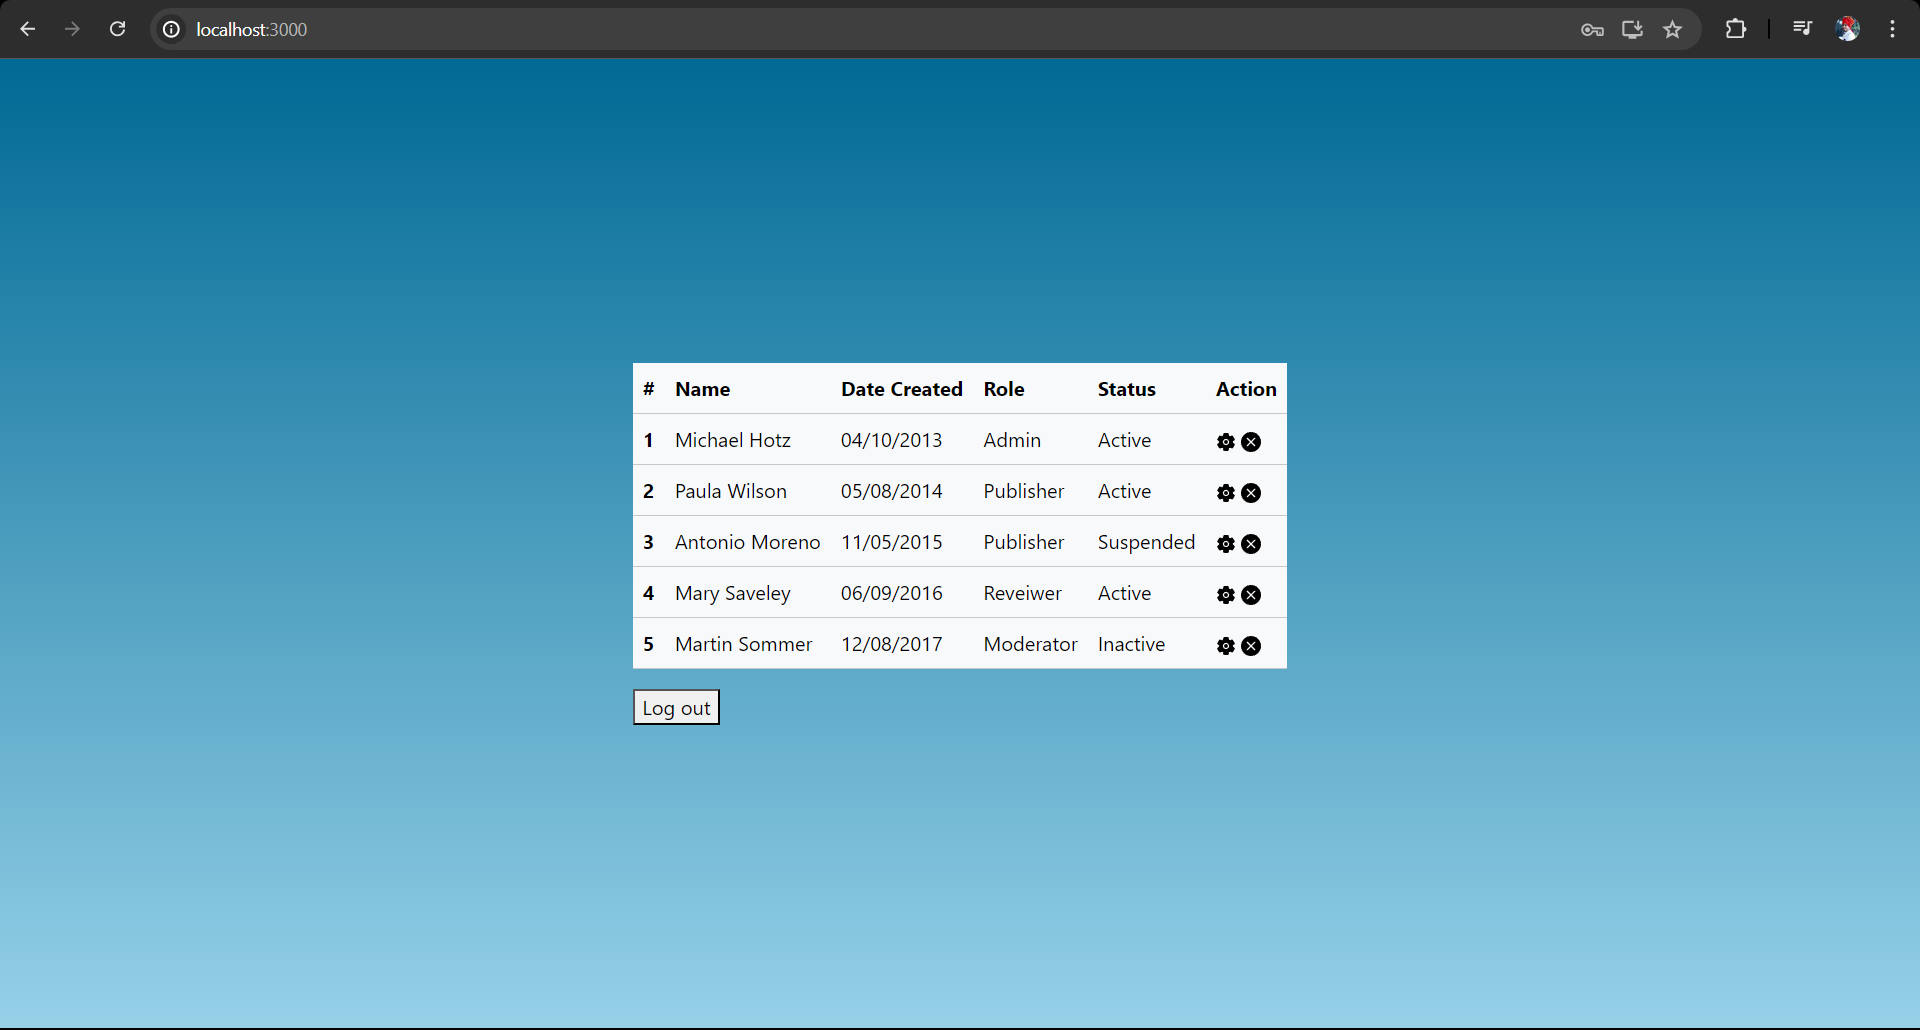 localhost:3000
# Name Date Created Role Status Action
1 Michael Hotz 04/10/2013 Admin Active
2 Paula Wilson 05/08/2014 Publisher Active
3 Antonio Moreno 11/05/2015 Publisher Suspended
4 Mary Saveley 06/09/2016 Reveiwer Active
5 Martin Sommer 12/08/2017 Moderator Inactive
Log out